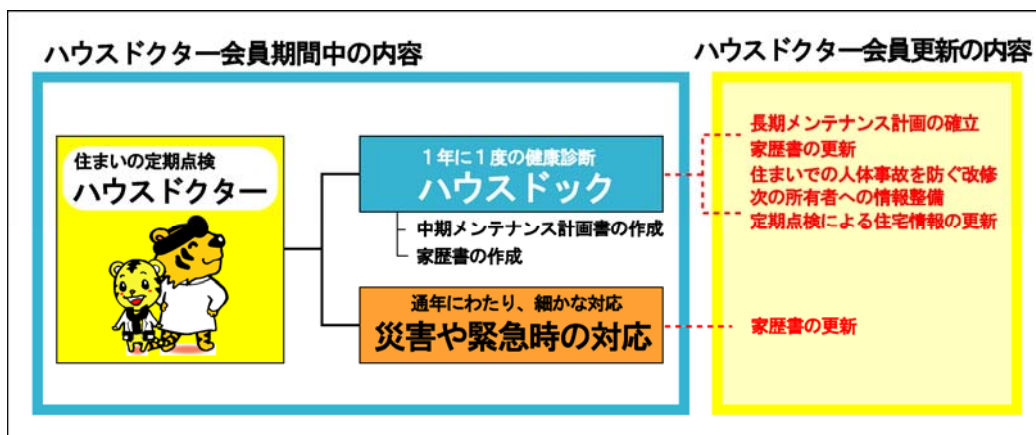 ハウスドクター会員期間中の内容
ハウスドクター会員更新の内容
住まいの定期点検
ハウスドクター
1年に1度の健康診断
ハウスドック
中期メンテナンス計画書の作成
家歴書の作成
通年にわたり、細かな対応
災害や緊急時の対応
長期メンテナンス計画の確立
家歴書の更新
住まいでの人体事故を防ぐ改修
次の所有者への情報整備
定期点検による住宅情報の更新
家歴書の更新